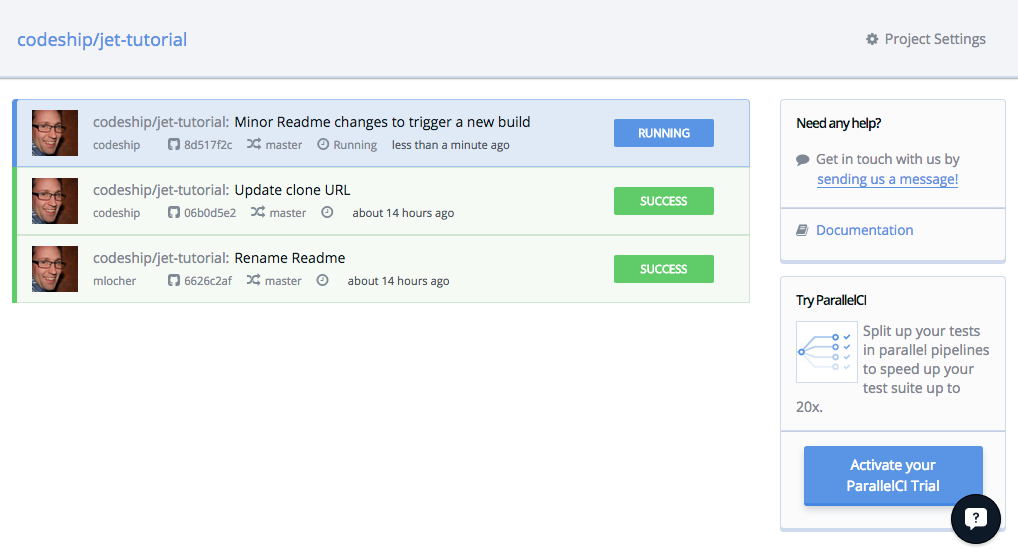 codeship/jet-tutorial
Project Settings
codeship/jet-tutorial: Minor Readme changes to trigger a new build
codeship 8d517f2c master Running less than a minute ago
RUNNING
codeship/jet-tutorial: Update clone URL
codeship 06b0d5e2 master about 14 hours ago
SUCCESS
codeship/jet-tutorial: Rename Readme
mlocher 6626c2af master about 14 hours ago
SUCCESS
Need any help?
Get in touch with us by
sending us a message!
Documentation
Try ParallelCI
Split up your tests
in parallel pipelines
to speed up your
test suite up to
20x.
Activate your
ParallelCI Trial
?